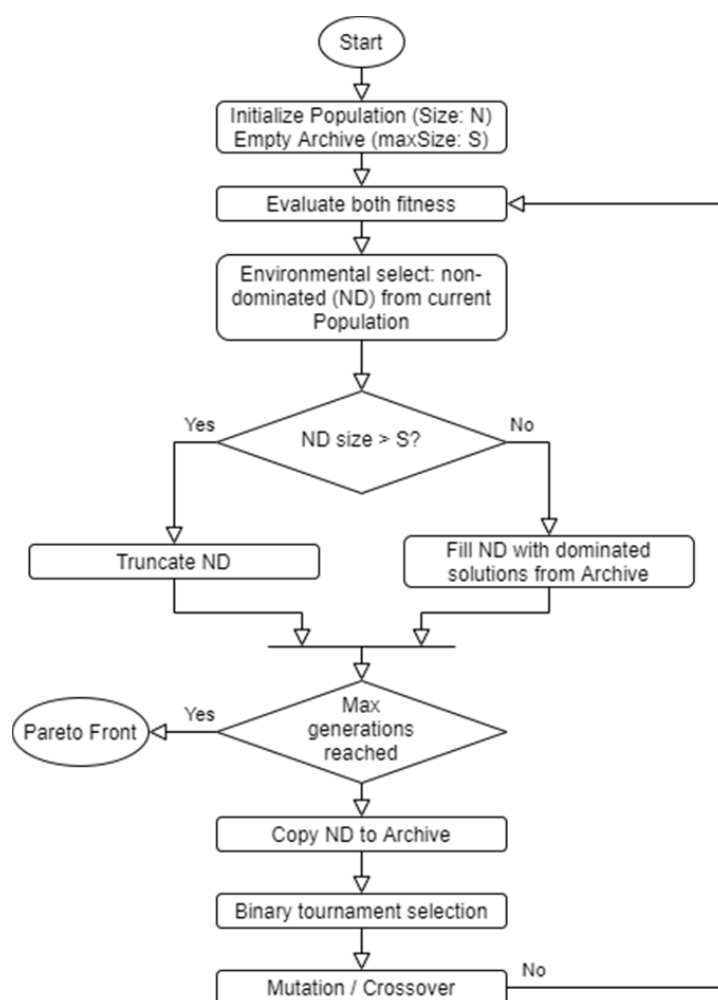 Start
Initialize Population (Size: N)
Empty Archive (maxSize: S)
Evaluate both fitness
Environmental select: non-
dominated (ND) from current
Population
Yes
ND size > S?
No
Truncate ND
Fill ND with dominated
solutions from Archive
Pareto Front
Yes
Max
generations
reached
Copy ND to Archive
Binary tournament selection
Mutation / Crossover
No